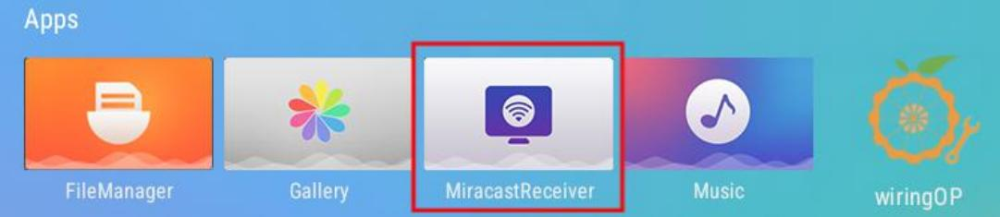 Apps
FileManager
Gallery
MiracastReceiver
Music
wiringOP